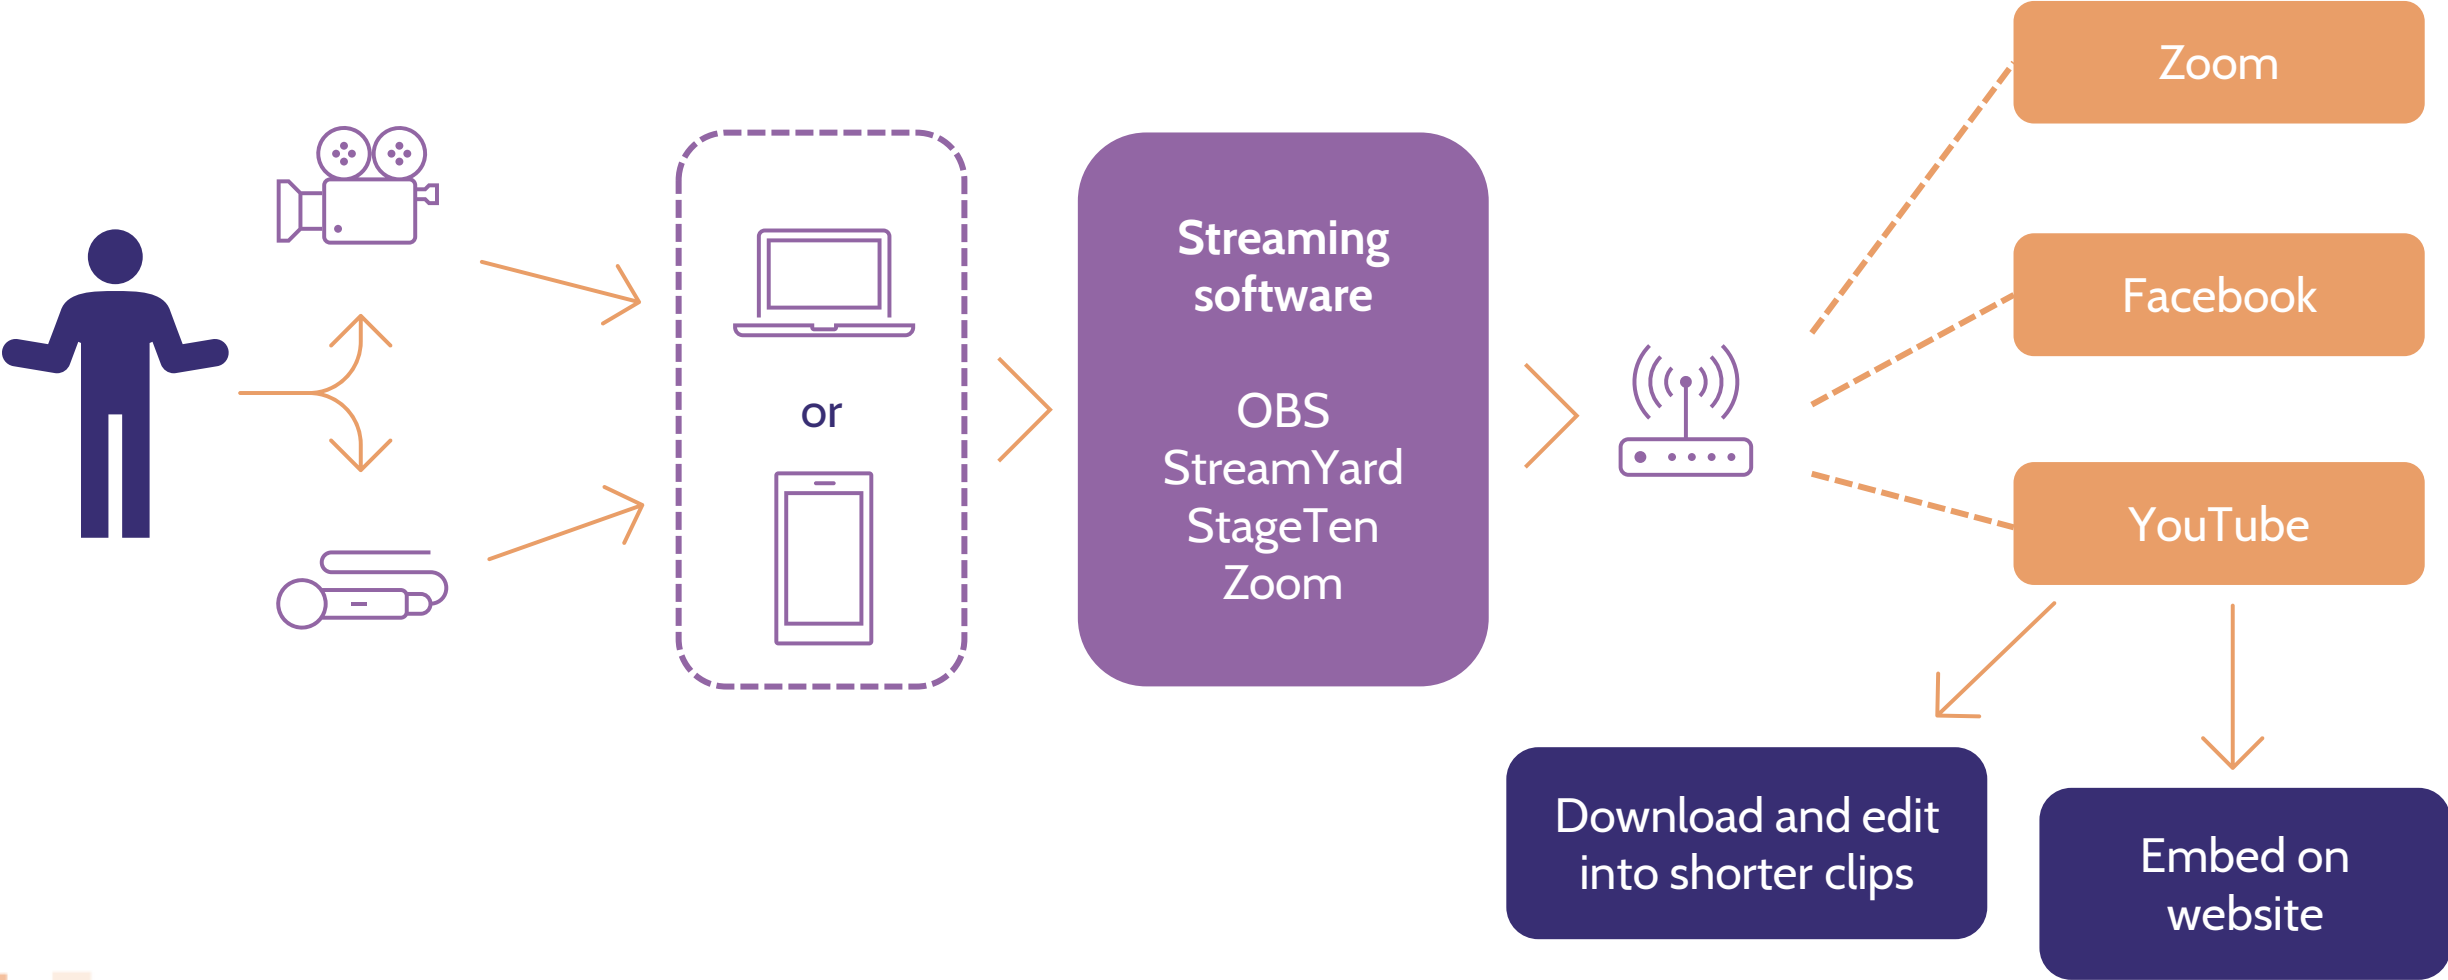 or
Streaming
software
OBS
StreamYard
StageTen
Zoom
Zoom
Facebook
YouTube
Download and edit
into shorter clips
Embed on
website